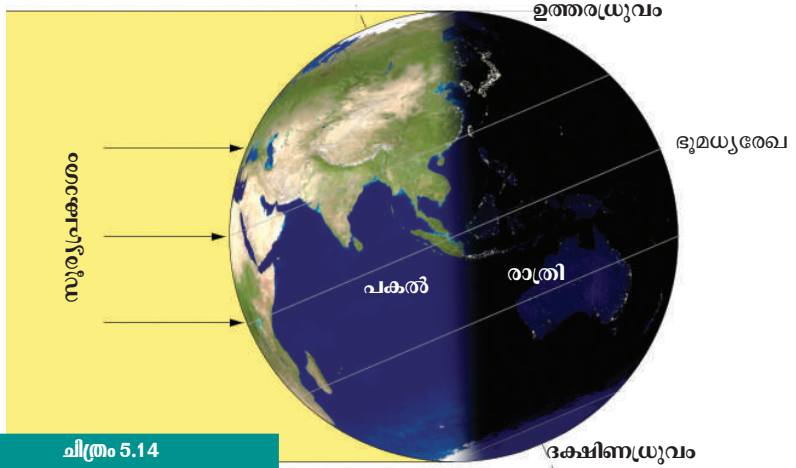 ഉത്തരധ്രുവം
ഭൂമധ്യരേഖ
സൂര്യപ്രകാശം
പകൽ
രാത്രി
ദക്ഷിണധ്രുവം
ചിത്രം 5.14